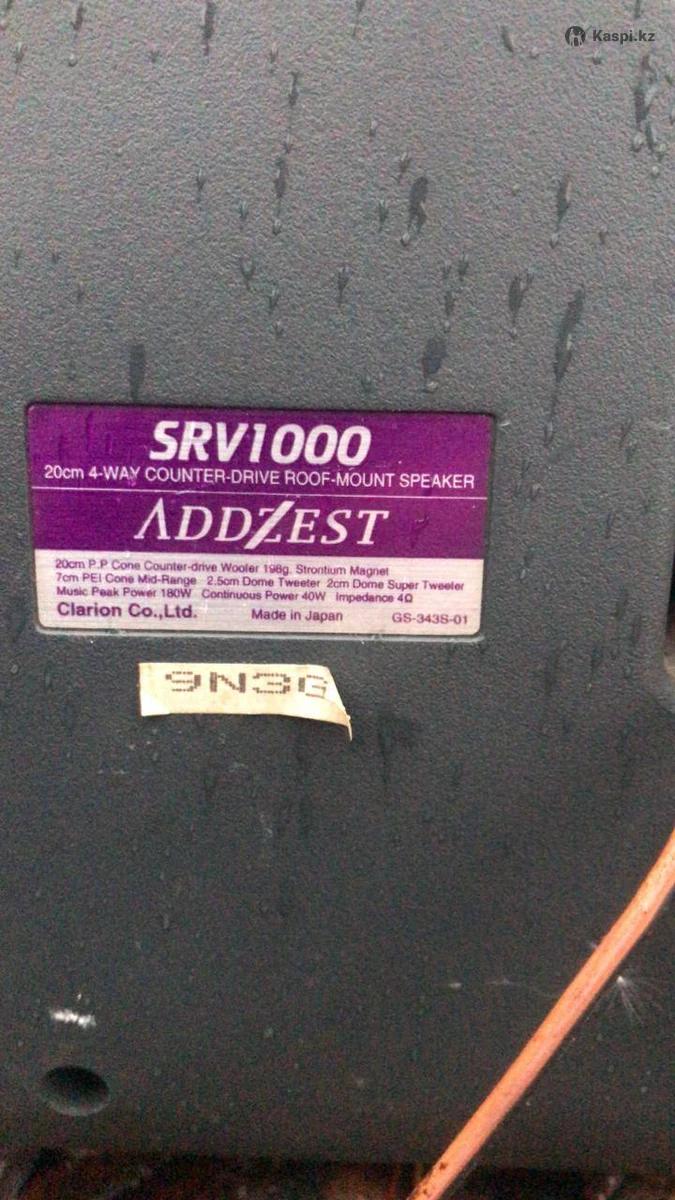 Kaspi.kz
SRV1000
20cm 4-WAY COUNTER-DRIVE ROOF-MOUNT SPEAKER
ADDZEST
20cm P.P Cone Counter-drive Woofer 198g. Strontium Magnet
7cm PEI Cone Mid-Range 2.5cm Dome Tweeter 2cm Dome Super Tweeter
Music Peak Power 180W Continuous Power 40W Impedance 4Ω
Clarion Co.,Ltd. Made in Japan GS-343S-01
9N3G